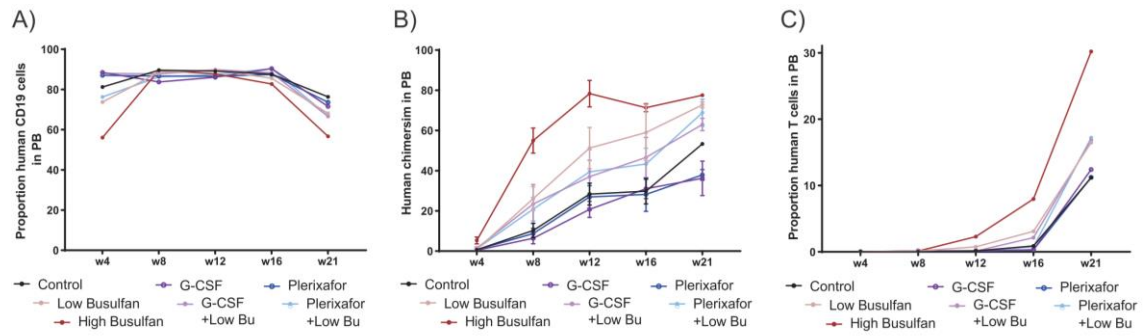 A)
Proportion human CD19 cells
in PB
100
80
60
40
20
0
w4 w8 w12 w16 w21
Control G-CSF Plerixafor
Low Busulfan G-CSF Plerixafor
High Busulfan +Low Bu +Low Bu
B)
Human chimersim in PB
100
80
60
40
20
0
w4 w8 w12 w16 w21
Control G-CSF Plerixafor
Low Busulfan G-CSF Plerixafor
High Busulfan +Low Bu +Low Bu
C)
Proportion human T cells in PB
30
20
10
0
w4 w8 w12 w16 w21
Control G-CSF Plerixafor
Low Busulfan G-CSF Plerixafor
High Busulfan +Low Bu +Low Bu